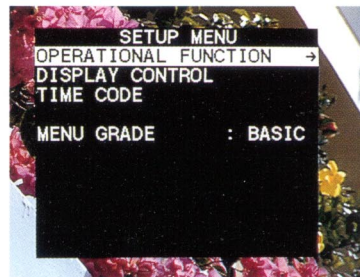 SETUP MENU
OPERATIONAL FUNCTION →
DISPLAY CONTROL
TIME CODE
MENU GRADE : BASIC